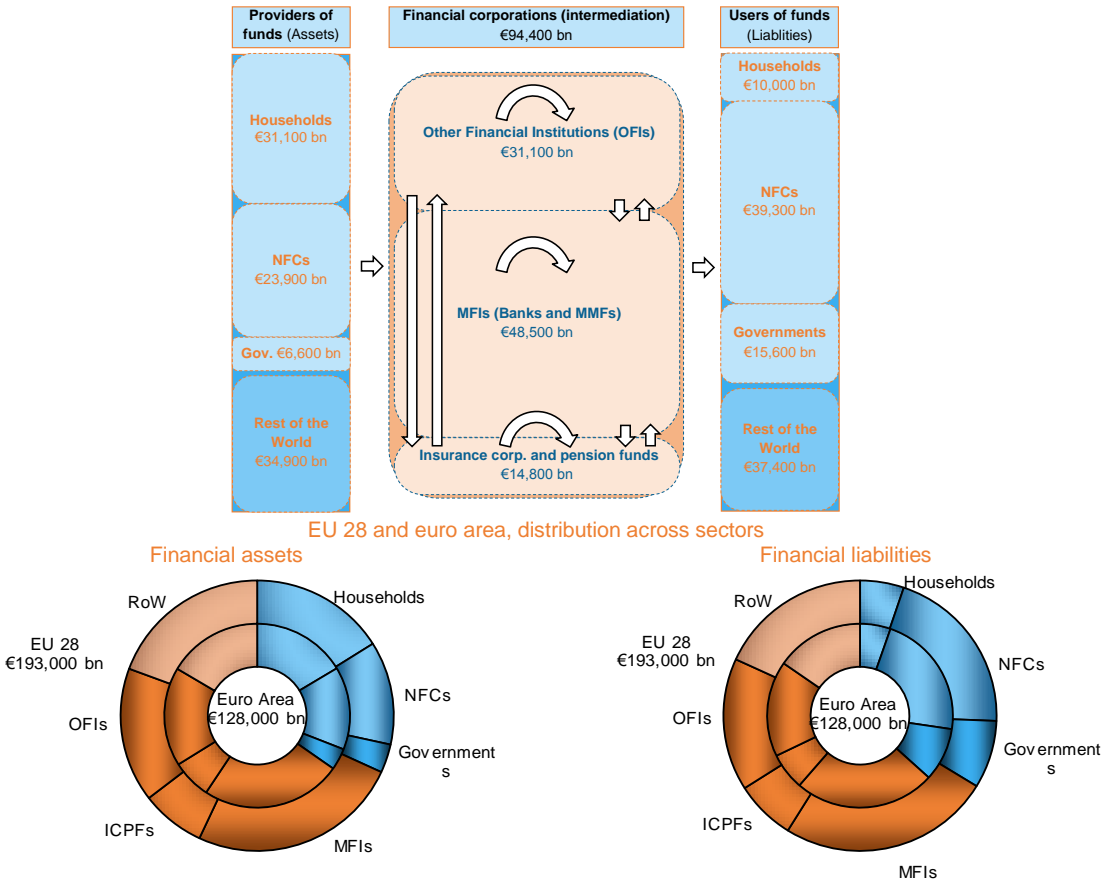 Providers of
funds (Assets)
Financial corporations (intermediation)
€94,400 bn
Users of funds
(Liablities)
Households
€31,100 bn
NFCs
€23,900 bn
Gov. €6,600 bn
Rest of the
World
€34,900 bn
Other Financial Institutions (OFIs)
€31,100 bn
MFIs (Banks and MMFs)
€48,500 bn
Insurance corp. and pension funds
€14,800 bn
Households
€10,000 bn
NFCs
€39,300 bn
Governments
€15,600 bn
Rest of the
World
€37,400 bn
EU 28 and euro area, distribution across sectors
Financial assets
RoW
Households
EU 28
€193,000 bn
NFCs
Euro Area
€128,000 bn
OFIs
Government
s
ICPFs
MFIs
Financial liabilities
Households
RoW
EU 28
€193,000 bn
NFCs
Euro Area
€128,000 bn
OFIs
Government
s
ICPFs
MFIs